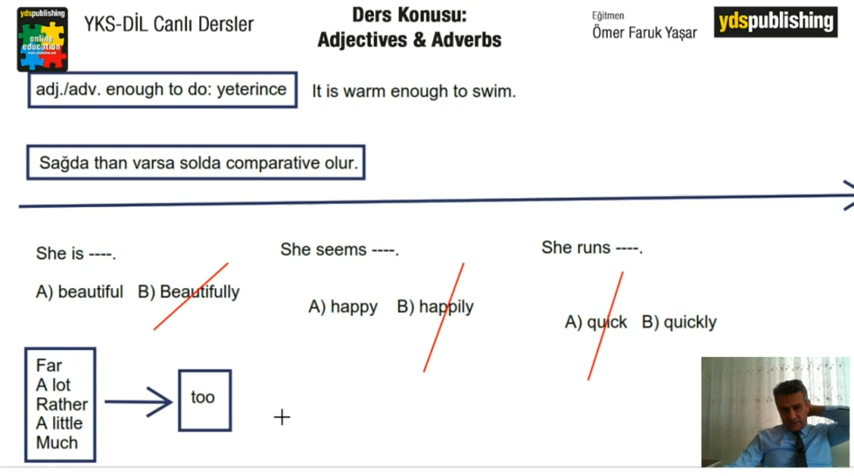 ydspublishing
online
education
YKS-DİL Canlı Dersler
Ders Konusu:
Adjectives & Adverbs
Eğitmen
Ömer Faruk Yaşar
ydspublishing
adj./adv. enough to do: yeterince
It is warm enough to swim.
Sağda than varsa solda comparative olur.
She is ----.
A) beautiful B) Beautifully
She seems ----.
A) happy B) happily
She runs ----.
A) quick B) quickly
Far
A lot
Rather
A little
Much
too
+